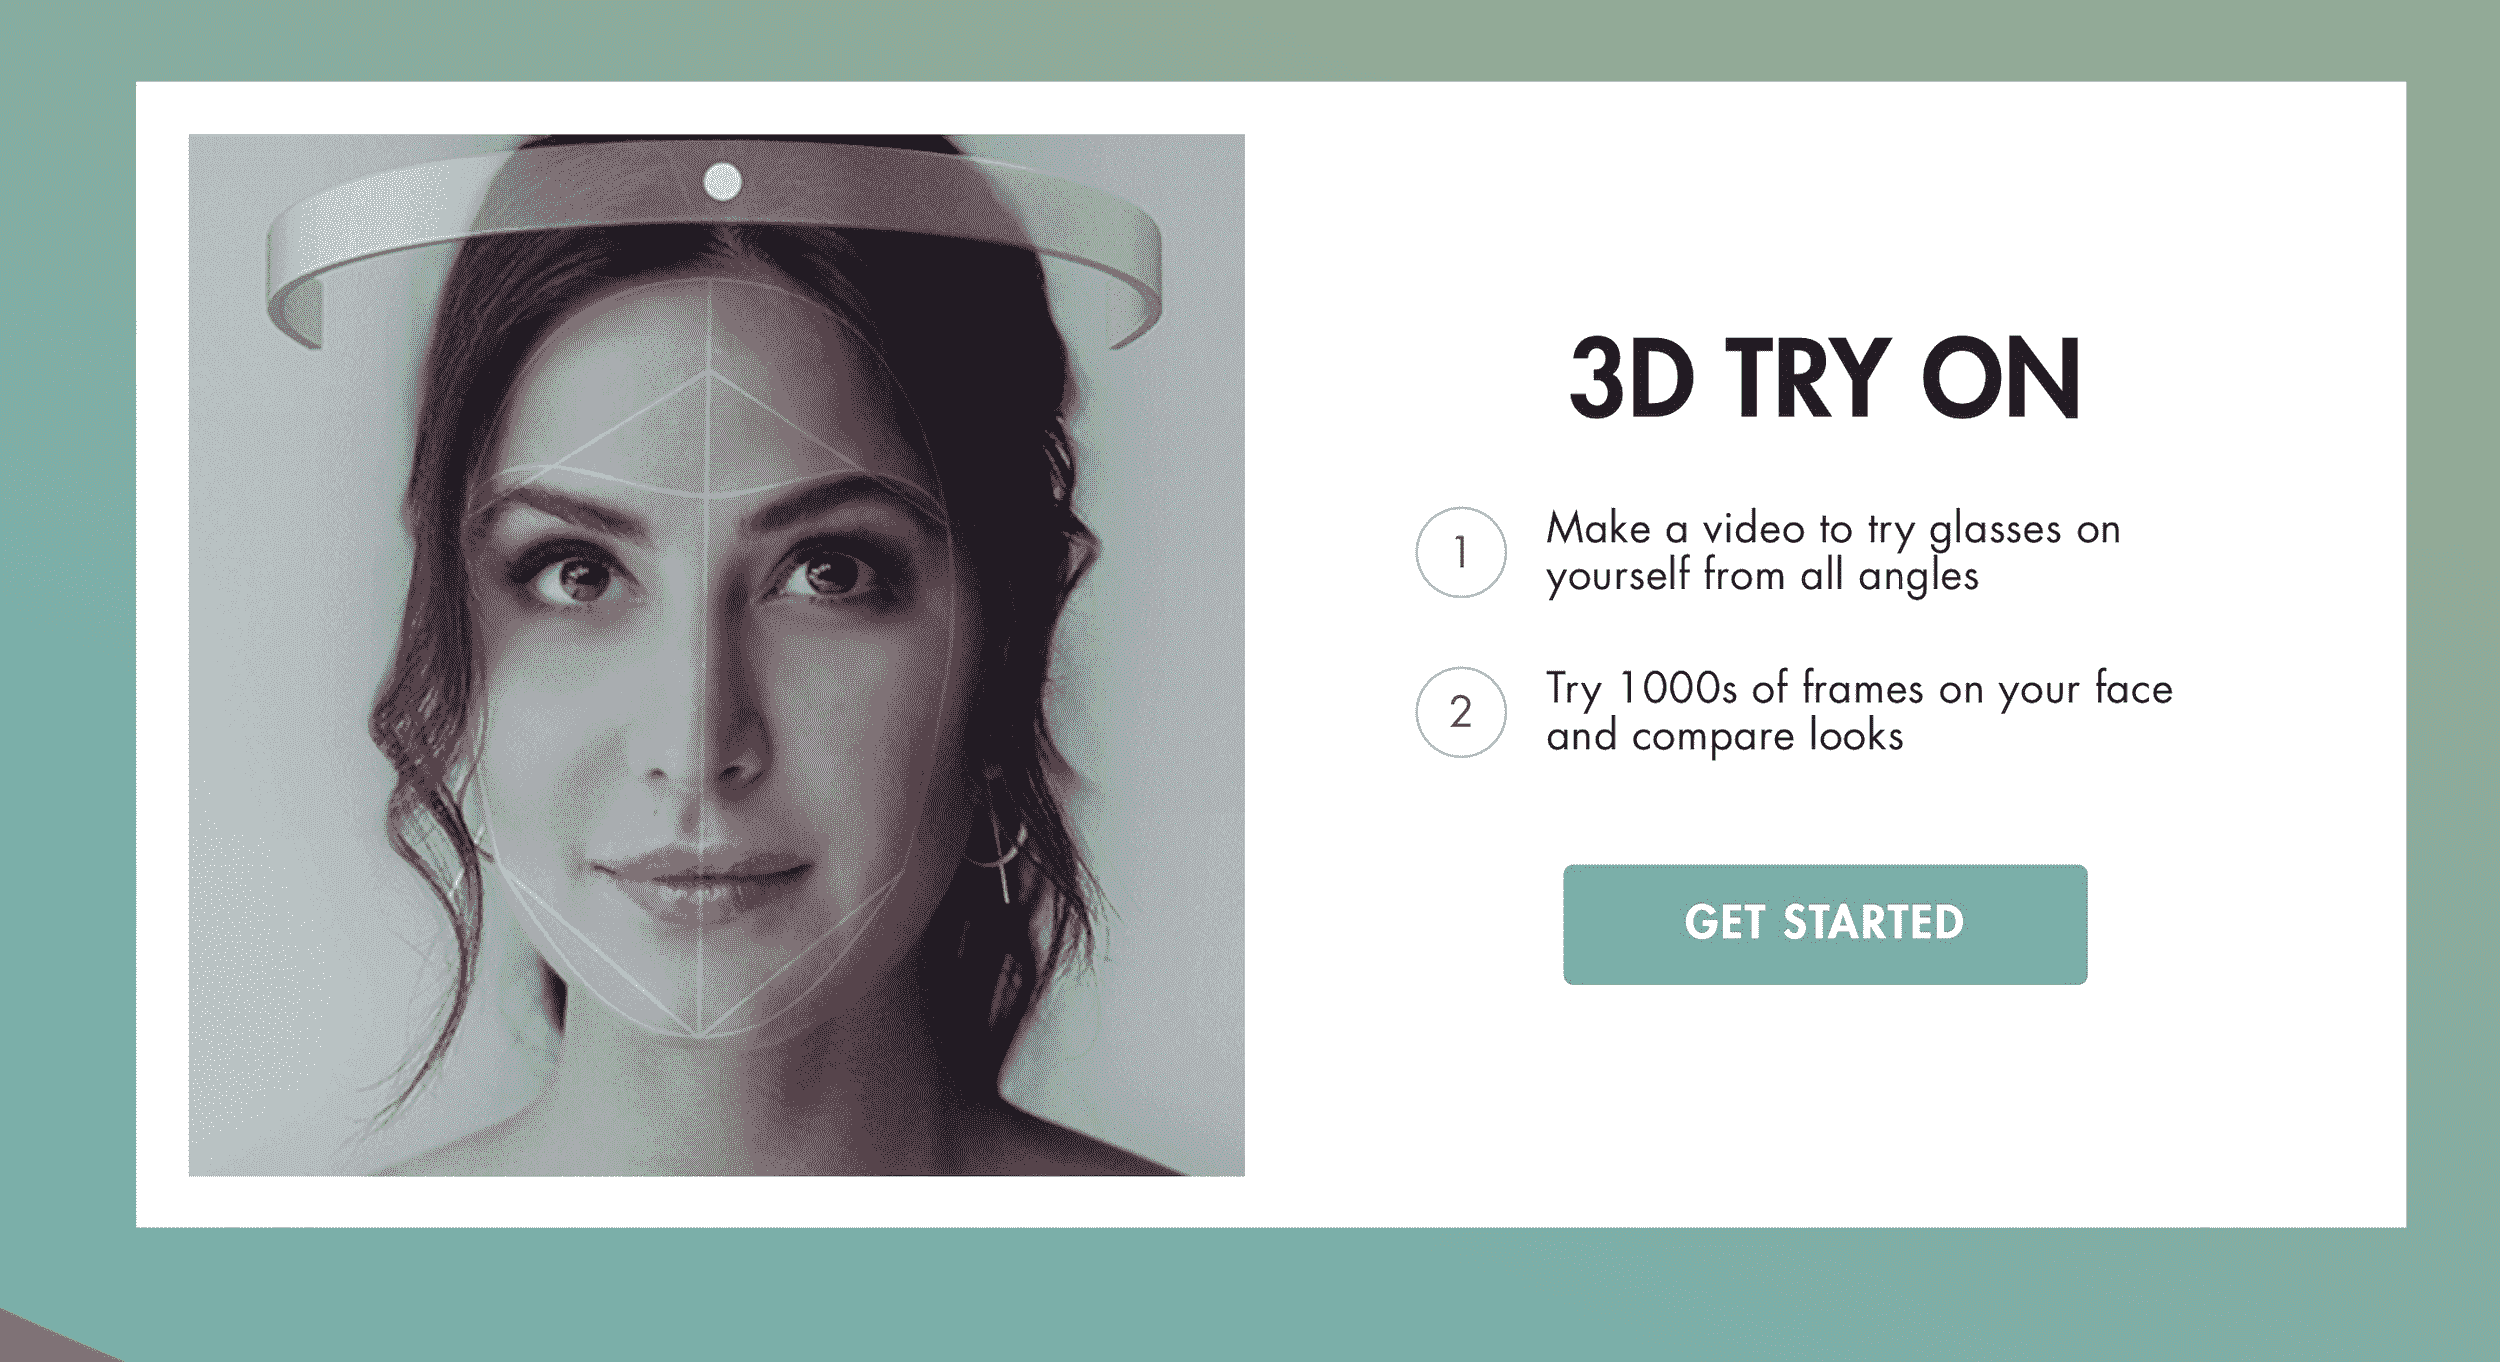 3D TRY ON
1
Make a video to try glasses on
yourself from all angles
2
Try 1000s of frames on your face
and compare looks
GET STARTED